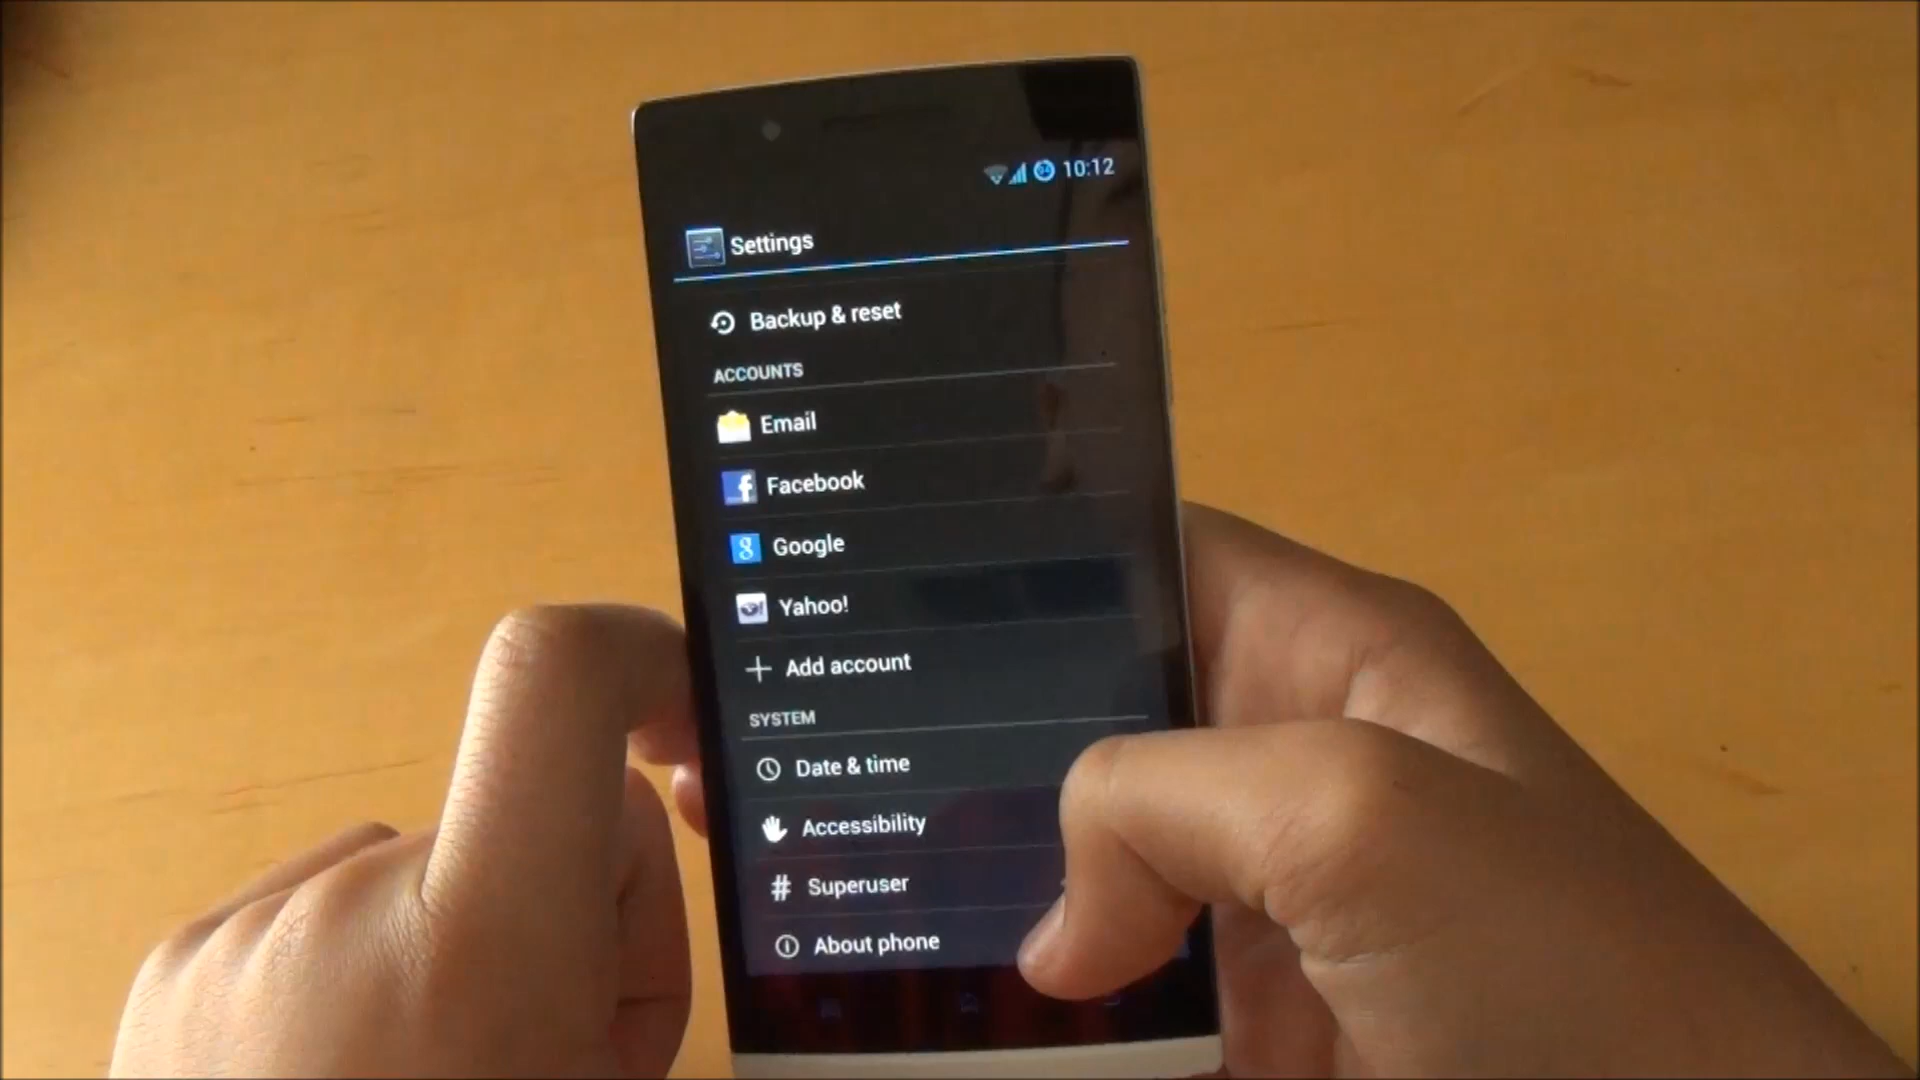 10:12
Settings
Backup & reset
ACCOUNTS
Email
Facebook
Google
Yahoo!
Add account
SYSTEM
Date & time
Accessibility
# Superuser
About phone